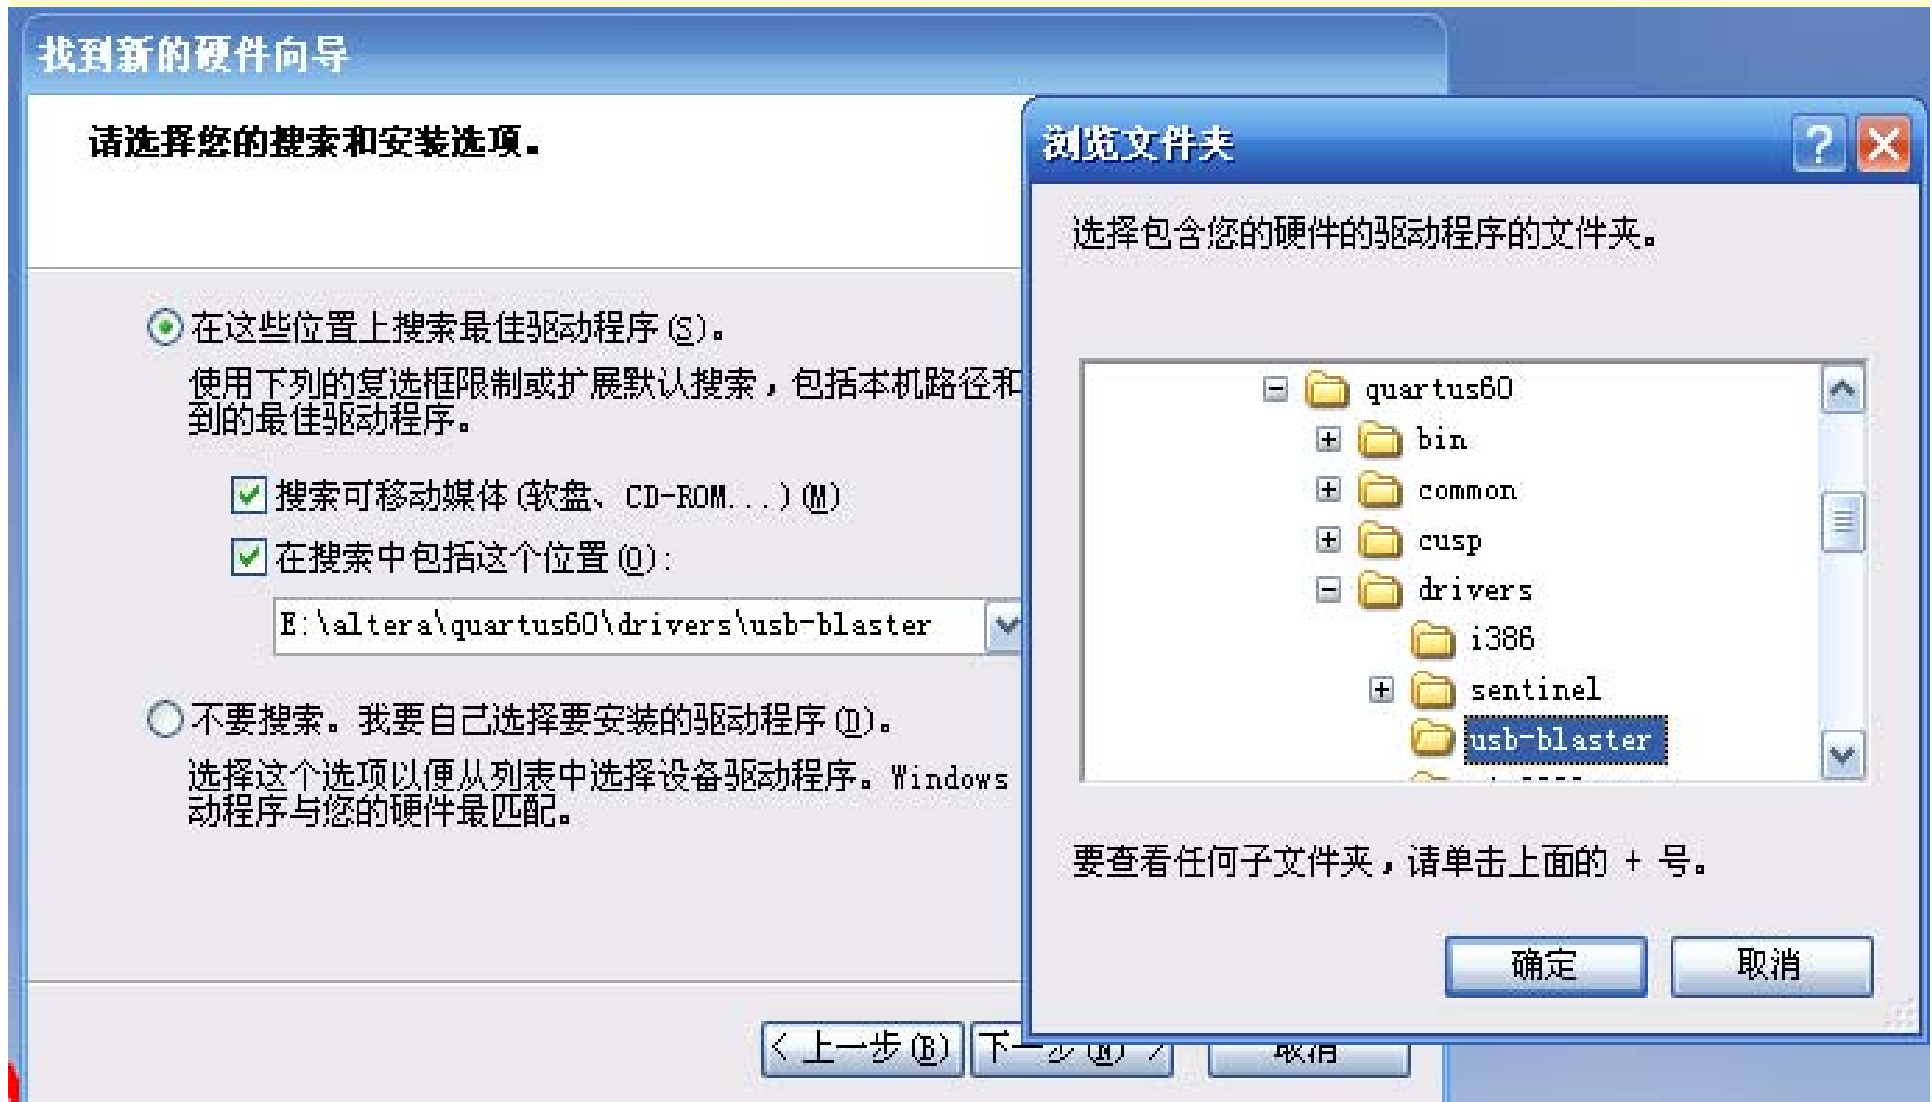 找到新的硬件向导
请选择您的搜索和安装选项。
在这些位置上搜索最佳驱动程序(S)。
使用下列的复选框限制或扩展默认搜索，包括本机路径和
到的最佳驱动程序。
搜索可移动媒体(软盘、CD-ROM...)(M)
在搜索中包括这个位置(O):
E:\altera\quartus60\drivers\usb-blaster
不要搜索。我要自己选择要安装的驱动程序(D)。
选择这个选项以便从列表中选择设备驱动程序。Windows
动程序与您的硬件最匹配。
< 上一步(B)
下一步(N) >
取消
浏览文件夹
选择包含您的硬件的驱动程序的文件夹。
quartus60
bin
common
cusp
drivers
i386
sentinel
usb-blaster
要查看任何子文件夹，请单击上面的 + 号。
确定
取消